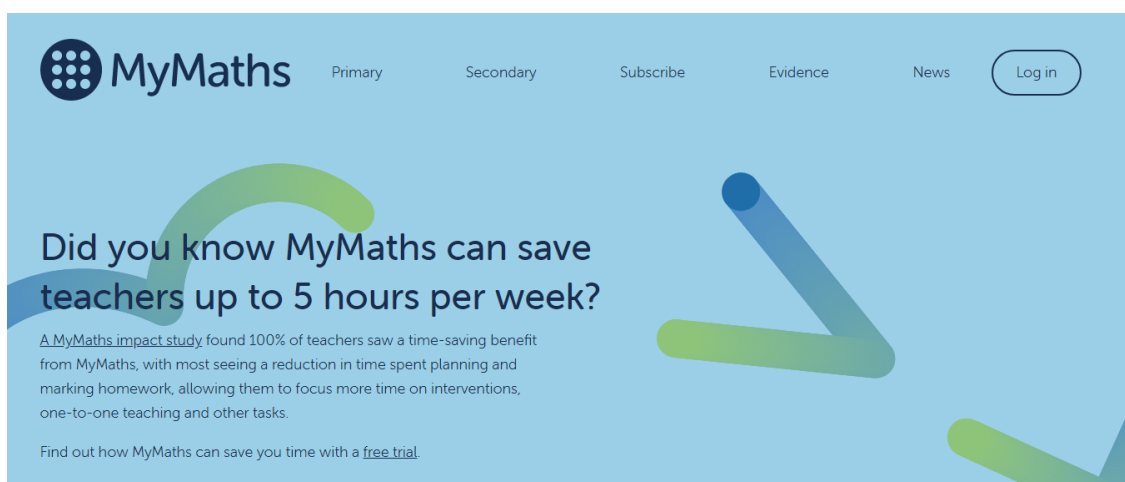 MyMaths
Primary
Secondary
Subscribe
Evidence
News
Log in
Did you know MyMaths can save
teachers up to 5 hours per week?
A MyMaths impact study found 100% of teachers saw a time-saving benefit
from MyMaths, with most seeing a reduction in time spent planning and
marking homework, allowing them to focus more time on interventions,
one-to-one teaching and other tasks.
Find out how MyMaths can save you time with a free trial.